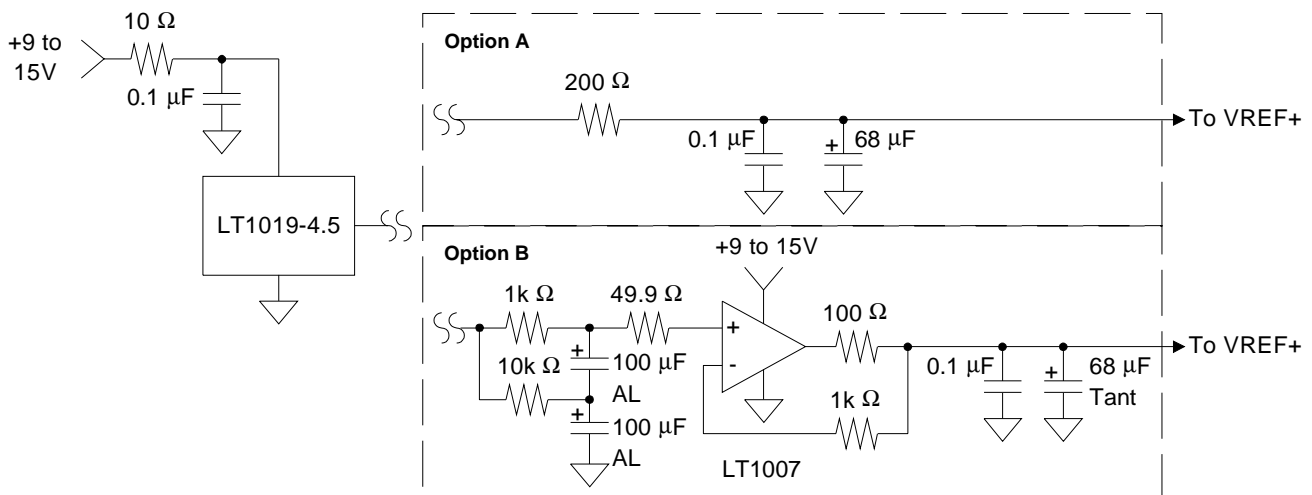 +9 to
15V
10 Ω
0.1 µF
LT1019-4.5
Option A
200 Ω
0.1 µF
+
68 µF
To VREF+
Option B
+9 to 15V
1k Ω
49.9 Ω
+
-
100 Ω
+
100 µF
AL
10k Ω
+
100 µF
AL
1k Ω
LT1007
0.1 µF
+
68 µF
Tant
To VREF+